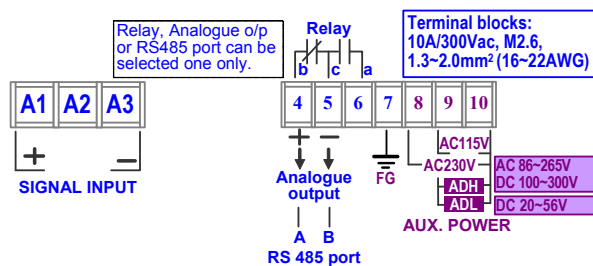 Relay, Analogue o/p
or RS485 port can be
selected one only.
Relay
b c a
Terminal blocks:
10A/300Vac, M2.6,
1.3~2.0mm² (16~22AWG)
A1 A2 A3
+ −
SIGNAL INPUT
4 5 6 7 8 9 10
+ −
Analogue
output
A B
RS 485 port
FG
AC115V
AC230V
ADH
ADL
AC 86~265V
DC 100~300V
DC 20~56V
AUX. POWER